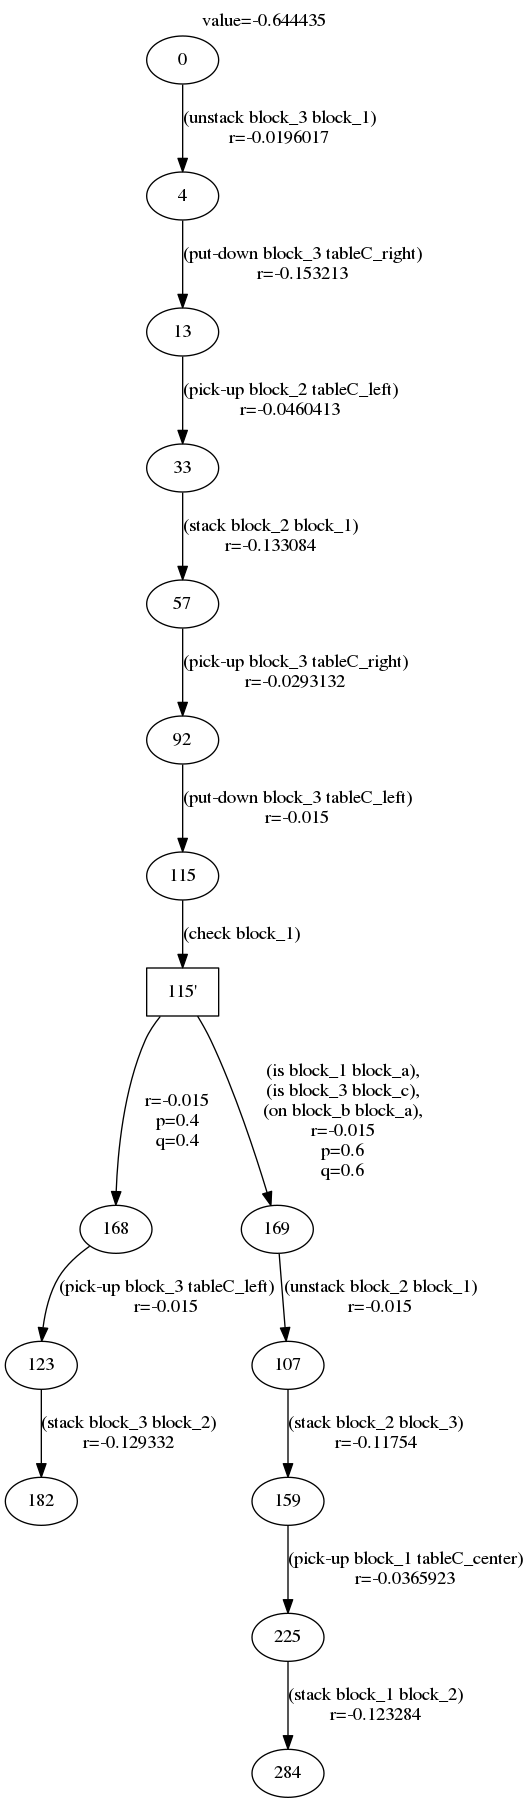 value=-0.644435
0
(unstack block_3 block_1)
r=-0.0196017
4
(put-down block_3 tableC_right)
r=-0.153213
13
(pick-up block_2 tableC_left)
r=-0.0460413
33
(stack block_2 block_1)
r=-0.133084
57
(pick-up block_3 tableC_right)
r=-0.0293132
92
(put-down block_3 tableC_left)
r=-0.015
115
(check block_1)
115'
r=-0.015
p=0.4
q=0.4
(is block_1 block_a),
(is block_3 block_c),
(on block_b block_a),
r=-0.015
p=0.6
q=0.6
168
169
(pick-up block_3 tableC_left)
r=-0.015
(unstack block_2 block_1)
r=-0.015
123
107
(stack block_3 block_2)
r=-0.129332
(stack block_2 block_3)
r=-0.11754
182
159
(pick-up block_1 tableC_center)
r=-0.0365923
225
(stack block_1 block_2)
r=-0.123284
284